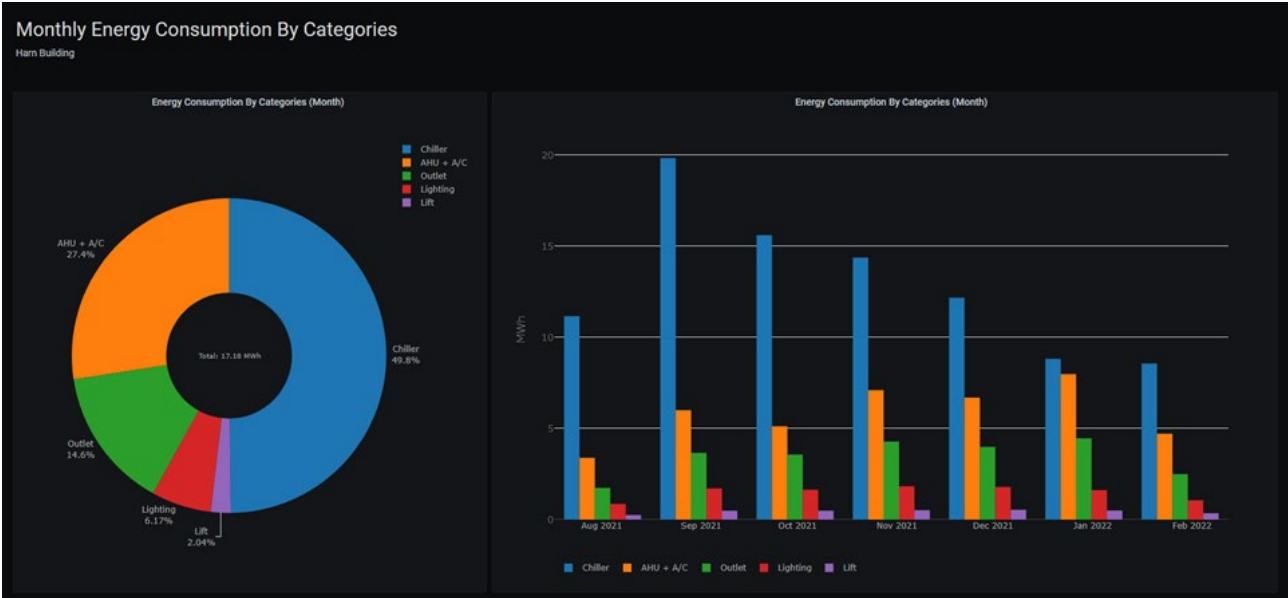 Monthly Energy Consumption By Categories
Harn Building
Energy Consumption By Categories (Month)
Chiller
AHU + A/C
Outlet
Lighting
Lift
AHU + A/C
27.4%
Total: 17.18 MWh
Chiller
49.8%
Outlet
14.6%
Lighting
6.17%
Lift
2.04%
Energy Consumption By Categories (Month)
20
15
10
5
0
MWh
Aug 2021 Sep 2021 Oct 2021 Nov 2021 Dec 2021 Jan 2022 Feb 2022
Chiller AHU + A/C Outlet Lighting Lift